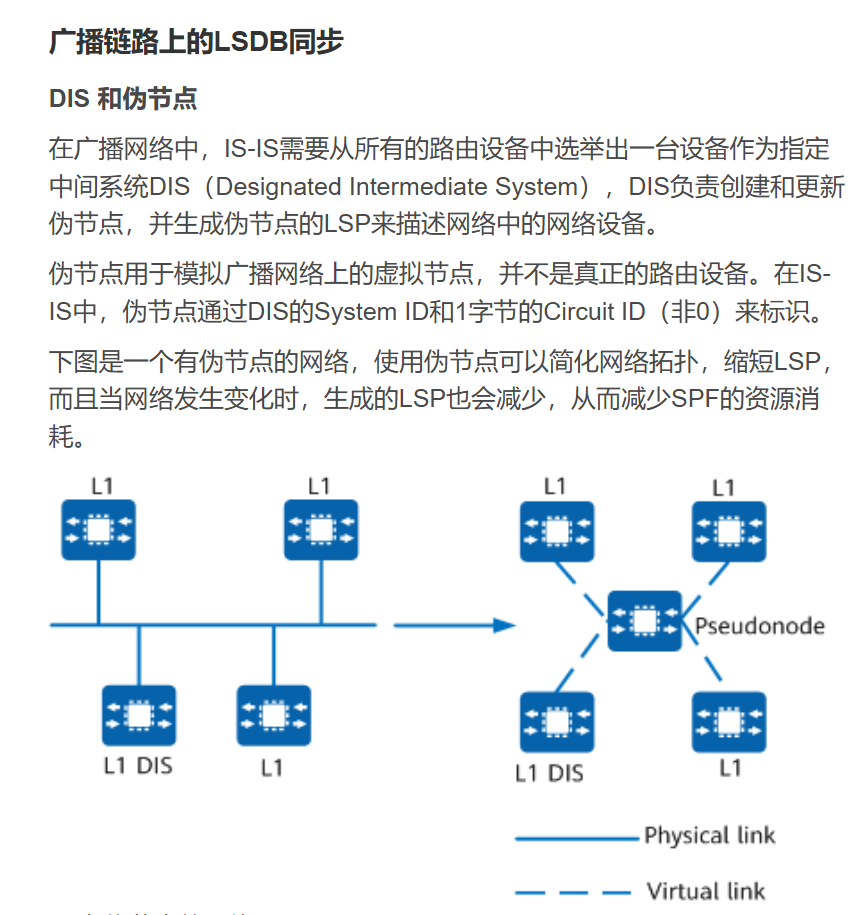 广播链路上的LSDB同步
DIS 和伪节点
在广播网络中，IS-IS需要从所有的路由设备中选举出一台设备作为指定
中间系统DIS（Designated Intermediate System），DIS负责创建和更新
伪节点，并生成伪节点的LSP来描述网络中的网络设备。
伪节点用于模拟广播网络上的虚拟节点，并不是真正的路由设备。在IS-
IS中，伪节点通过DIS的System ID和1字节的Circuit ID（非0）来标识。
下图是一个有伪节点的网络，使用伪节点可以简化网络拓扑，缩短LSP，
而且当网络发生变化时，生成的LSP也会减少，从而减少SPF的资源消
耗。
L1
L1
L1
L1
Pseudonode
L1 DIS
L1
L1 DIS
L1
Physical link
Virtual link